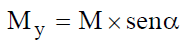 My = M × senα